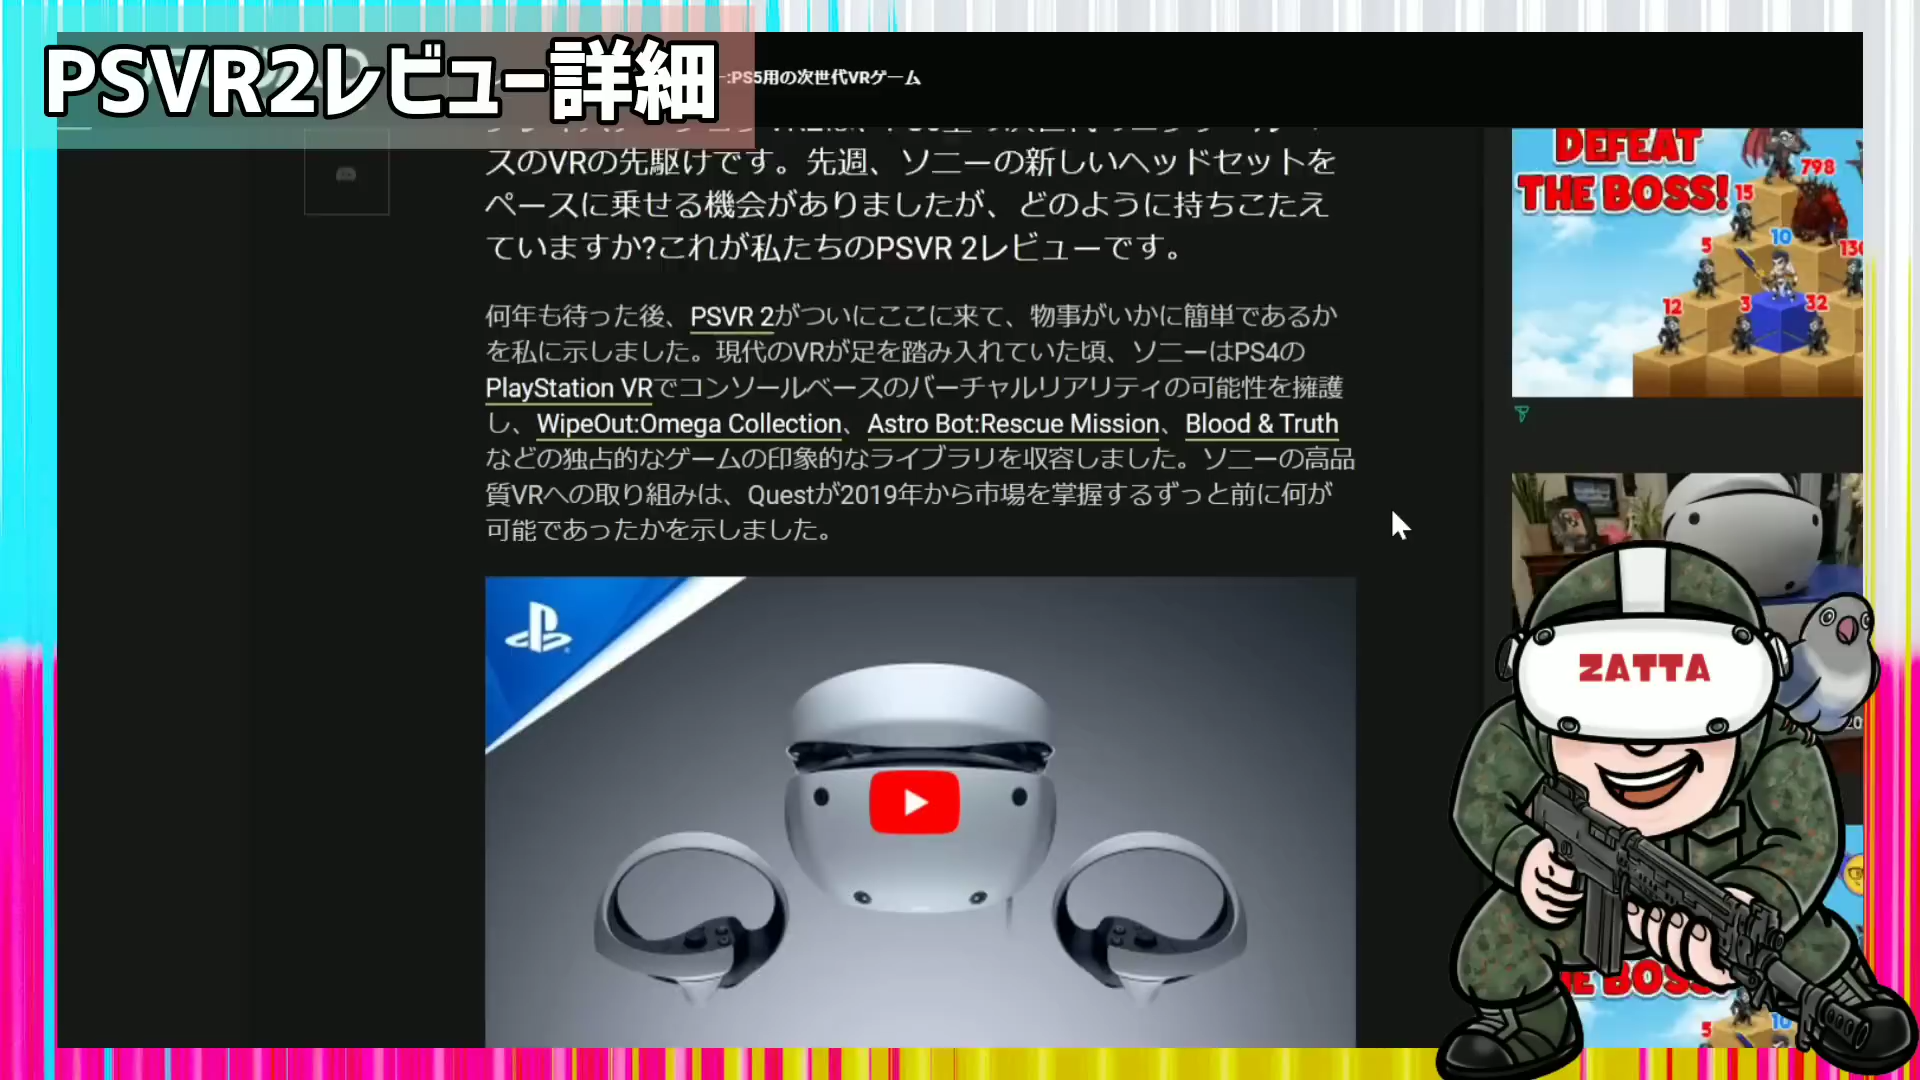 PSVR2レビュー詳細
ー:PS5用の次世代VRゲーム
スのVRの先駆けです。先週、ソニーの新しいヘッドセットを
ペースに乗せる機会がありましたが、どのように持ちこたえ
ていますか?これが私たちのPSVR 2レビューです。
何年も待った後、PSVR 2がついにここに来て、物事がいかに簡単であるか
を私に示しました。現代のVRが足を踏み入れていた頃、ソニーはPS4の
PlayStation VRでコンソールベースのバーチャルリアリティの可能性を擁護
し、WipeOut:Omega Collection、Astro Bot:Rescue Mission、Blood & Truth
などの独占的なゲームの印象的なライブラリを収容しました。ソニーの高品
質VRへの取り組みは、Questが2019年から市場を掌握するずっと前に何が
可能であったかを示しました。
DEFEAT
THE BOSS!
798
15
5
10
130
12
3
32
ZATTA
THE BOSS!
5
10